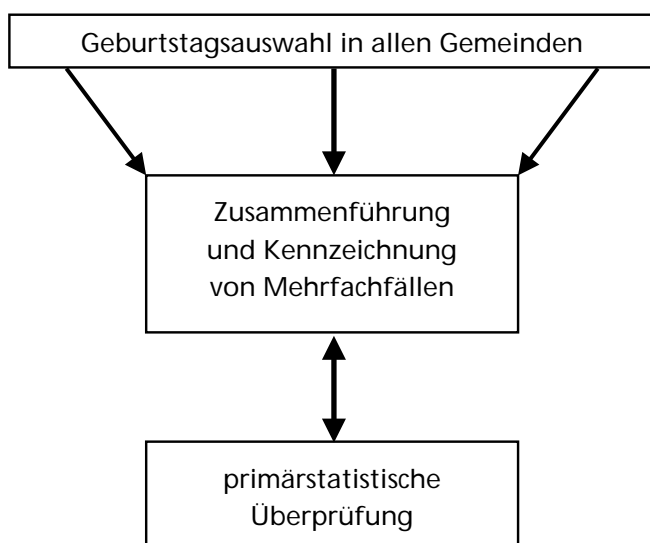 Geburtstagsauswahl in allen Gemeinden
Zusammenführung
und Kennzeichnung
von Mehrfachfällen
primärstatistische
Überprüfung